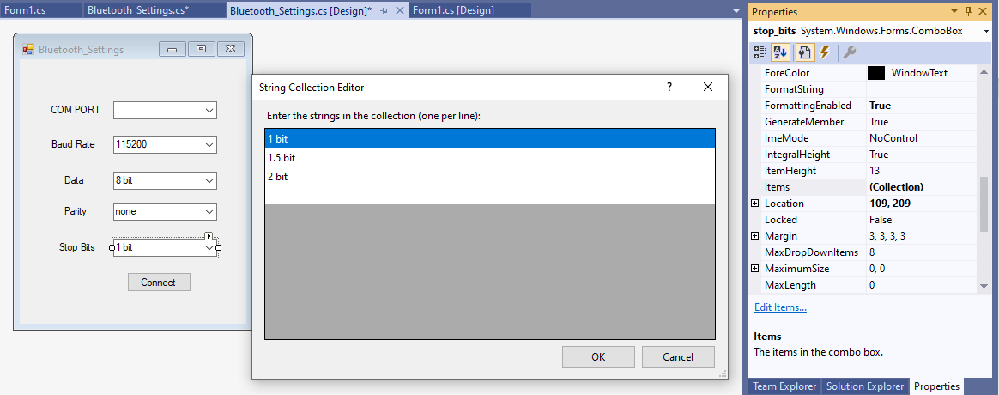 Form1.cs Bluetooth_Settings.cs* Bluetooth_Settings.cs [Design]* Form1.cs [Design]
Bluetooth_Settings
COM PORT
Baud Rate 115200
Data 8 bit
Parity none
Stop Bits 1 bit
Connect
String Collection Editor
Enter the strings in the collection (one per line):
1 bit
1.5 bit
2 bit
OK Cancel
Properties
stop_bits System.Windows.Forms.ComboBox
ForeColor WindowText
FormatString
FormattingEnabled True
GenerateMember True
ImeMode NoControl
IntegralHeight True
ItemHeight 13
Items (Collection)
Location 109, 209
Locked False
Margin 3, 3, 3, 3
MaxDropDownItems 8
MaximumSize 0, 0
MaxLength 0
Edit Items...
Items
The items in the combo box.
Team Explorer Solution Explorer Properties